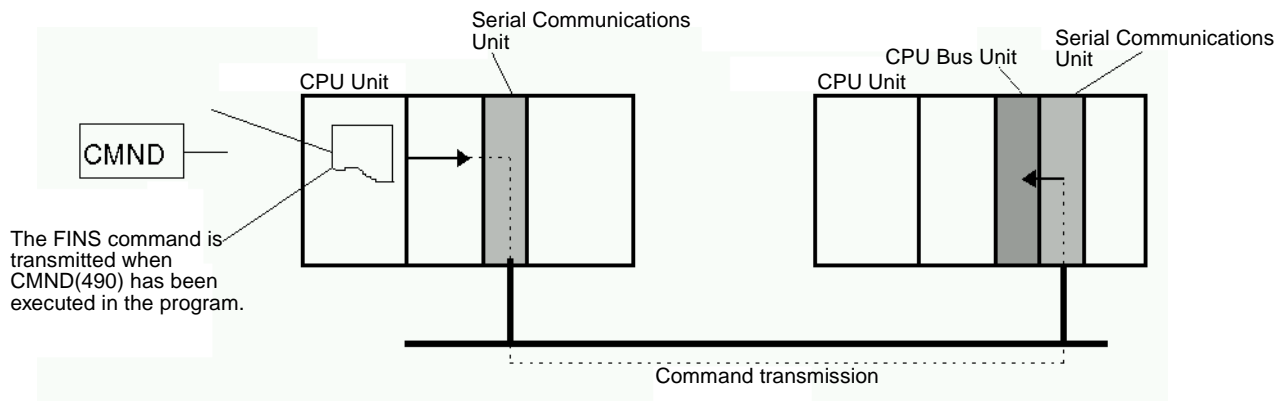 Serial Communications
Unit
CPU Unit
CMND
The FINS command is
transmitted when
CMND(490) has been
executed in the program.
CPU Unit
CPU Bus Unit
Serial Communications
Unit
Command transmission